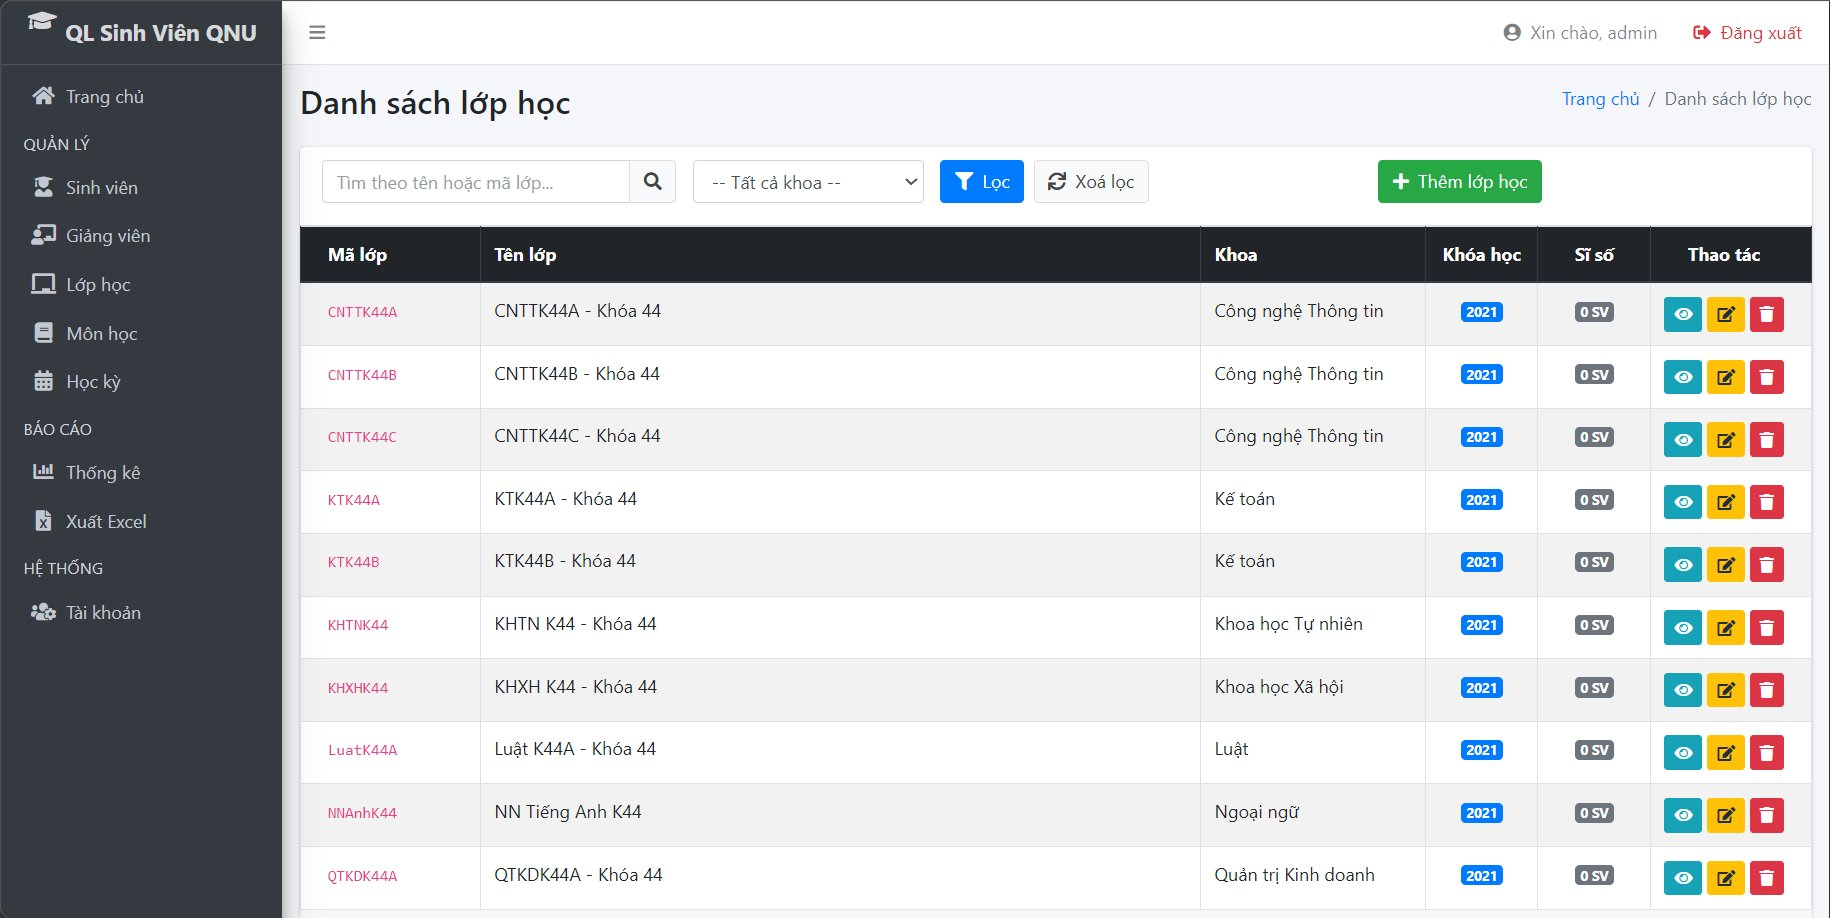 QL Sinh Viên QNU
Xin chào, admin
Đăng xuất
Trang chủ
QUẢN LÝ
Sinh viên
Giảng viên
Lớp học
Môn học
Học kỳ
BÁO CÁO
Thống kê
Xuất Excel
HỆ THỐNG
Tài khoản
Danh sách lớp học
Trang chủ / Danh sách lớp học
Tìm theo tên hoặc mã lớp... -- Tất cả khoa -- Lọc Xoá lọc Thêm lớp học
Mã lớp Tên lớp Khoa Khóa học Sĩ số Thao tác
CNTTK44A CNTTK44A - Khóa 44 Công nghệ Thông tin 2021 0 SV
CNTTK44B CNTTK44B - Khóa 44 Công nghệ Thông tin 2021 0 SV
CNTTK44C CNTTK44C - Khóa 44 Công nghệ Thông tin 2021 0 SV
KTK44A KTK44A - Khóa 44 Kế toán 2021 0 SV
KTK44B KTK44B - Khóa 44 Kế toán 2021 0 SV
KHTNK44 KHTN K44 - Khóa 44 Khoa học Tự nhiên 2021 0 SV
KHXHK44 KHXH K44 - Khóa 44 Khoa học Xã hội 2021 0 SV
LuatK44A Luật K44A - Khóa 44 Luật 2021 0 SV
NNAnhK44 NN Tiếng Anh K44 Ngoại ngữ 2021 0 SV
QTKDK44A QTKDK44A - Khóa 44 Quản trị Kinh doanh 2021 0 SV